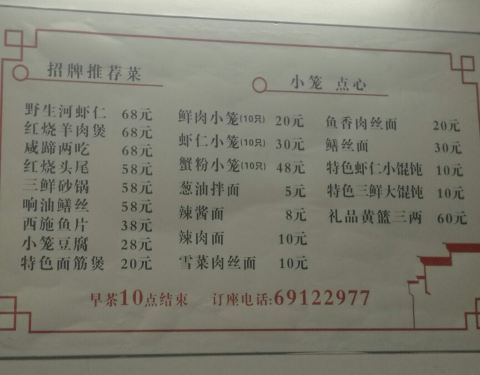 招牌推荐菜
野生河虾仁 68元
红烧羊肉煲 68元
咸蹄两吃 68元
红烧头尾 58元
三鲜砂锅 58元
响油鳝丝 58元
西施鱼片 38元
小笼豆腐 28元
特色面筋煲 20元
小笼 点心
鲜肉小笼(10只) 20元
虾仁小笼(10只) 30元
蟹粉小笼(10只) 48元
葱油拌面 5元
辣酱面 8元
辣肉面 10元
雪菜肉丝面 10元
鱼香肉丝面 20元
鳝丝面 30元
特色虾仁小馄饨 10元
特色三鲜大馄饨 10元
礼品黄篮三两 60元
早茶10点结束 订座电话:69122977